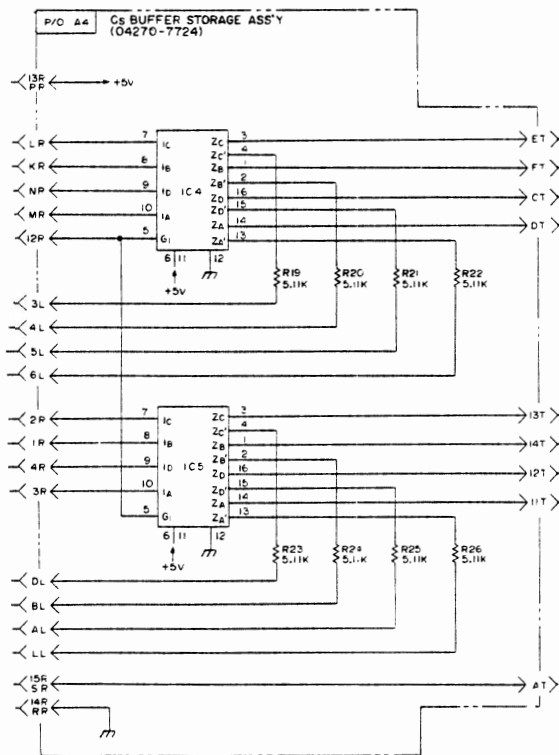 P/O A4 Cs BUFFER STORAGE ASS'Y
(04270-7724)
13R
PR
+5V
LR 7 IC ZC 3 ET
4 ZC'
KR 8 IB ZB 1 FT
2 ZB'
NP 9 ID IC4 ZD 16 CT
15 ZD'
MR 10 IA ZA 14 DT
12R 5 G1 ZA' 13
6 11 12
+5V
R19
5.11K
R20
5.11K
R21
5.11K
R22
5.11K
3L
4L
5L
6L
2R 7 IC ZC 3 13T
4 ZC'
1R 8 IB ZB 1 14T
2 ZB'
4R 9 ID IC5 ZD 16 12T
15 ZD'
3R 10 IA ZA 14 11T
5 G1 ZA' 13
6 11 12
+5V
R23
5.11K
R24
5.1K
R25
5.11K
R26
5.11K
DL
BL
AL
LL
15R
SR
AT
14R
RR